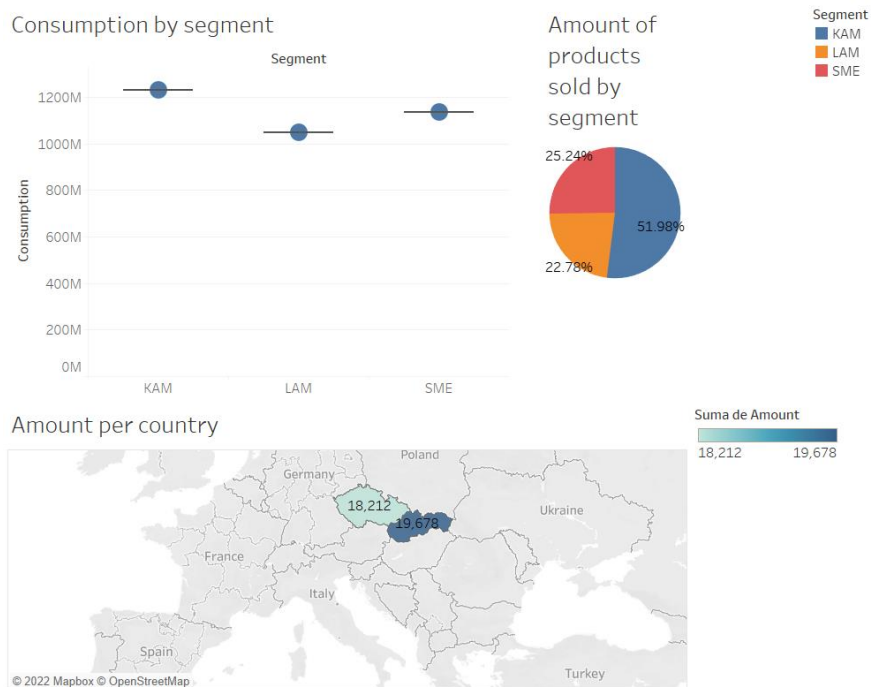 Consumption by segment
Segment
1200M
1000M
800M
600M
400M
200M
0M
Consumption
KAM
LAM
SME
Amount of
products
sold by
segment
25.24%
51.98%
22.78%
Segment
KAM
LAM
SME
Amount per country
Suma de Amount
18,212
19,678
Poland
Germany
18,212
19,678
Ukraine
France
Italy
Spain
Turkey
© 2022 Mapbox © OpenStreetMap